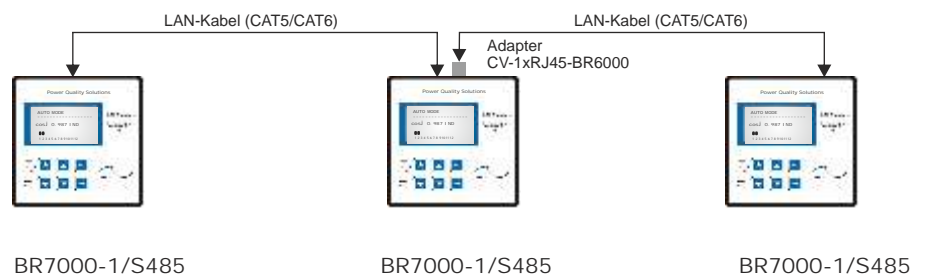 LAN-Kabel (CAT5/CAT6) LAN-Kabel (CAT5/CAT6)
Adapter
CV-1xRJ45-BR6000
Power Quality Solutions Power Quality Solutions Power Quality Solutions
AUTO MODE AUTO MODE AUTO MODE
BR7000-1/S485 BR7000-1/S485 BR7000-1/S485